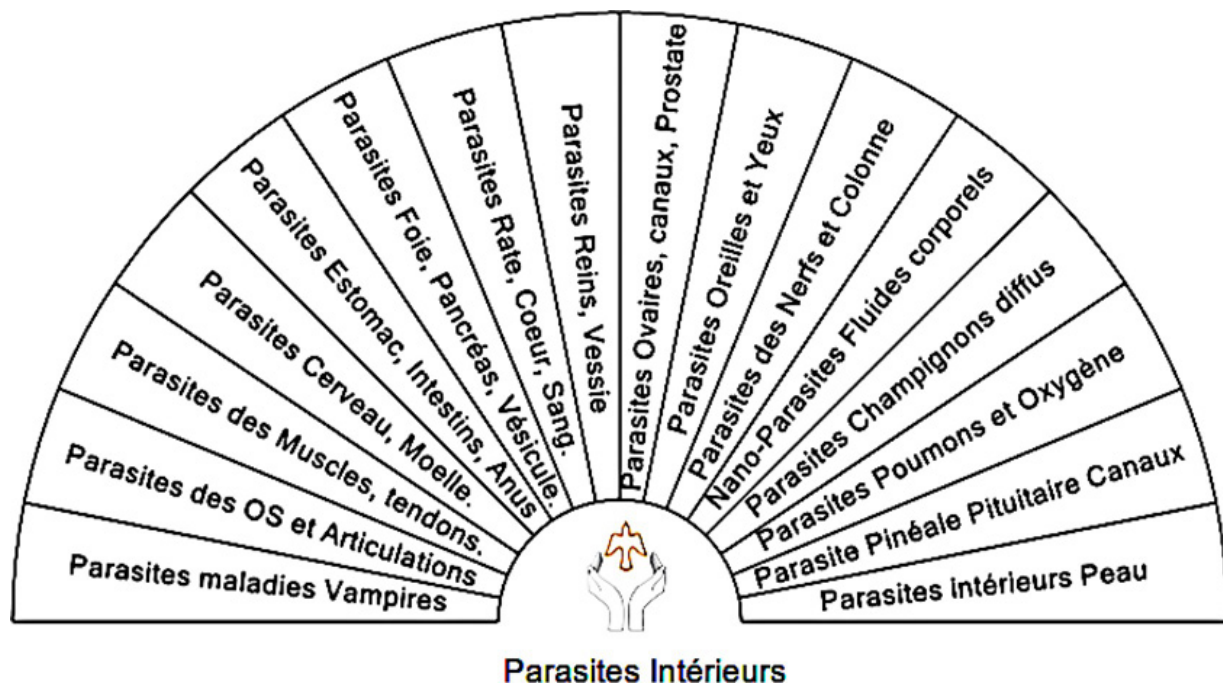 Parasites maladies Vampires
Parasites des OS et Articulations
Parasites des Muscles, tendons.
Parasites Cerveau, Moelle.
Parasites Estomac, Intestins, Anus
Parasites Foie, Pancréas, Vésicule.
Parasites Rate, Coeur, Sang.
Parasites Reins, Vessie
Parasites Ovaires, canaux, Prostate
Parasites Oreilles et Yeux
Parasites des Nerfs et Colonne
Nano-Parasites Fluides corporels
Parasites Champignons diffus
Parasites Poumons et Oxygène
Parasite Pinéale Pituitaire Canaux
Parasites intérieurs Peau
Parasites Intérieurs